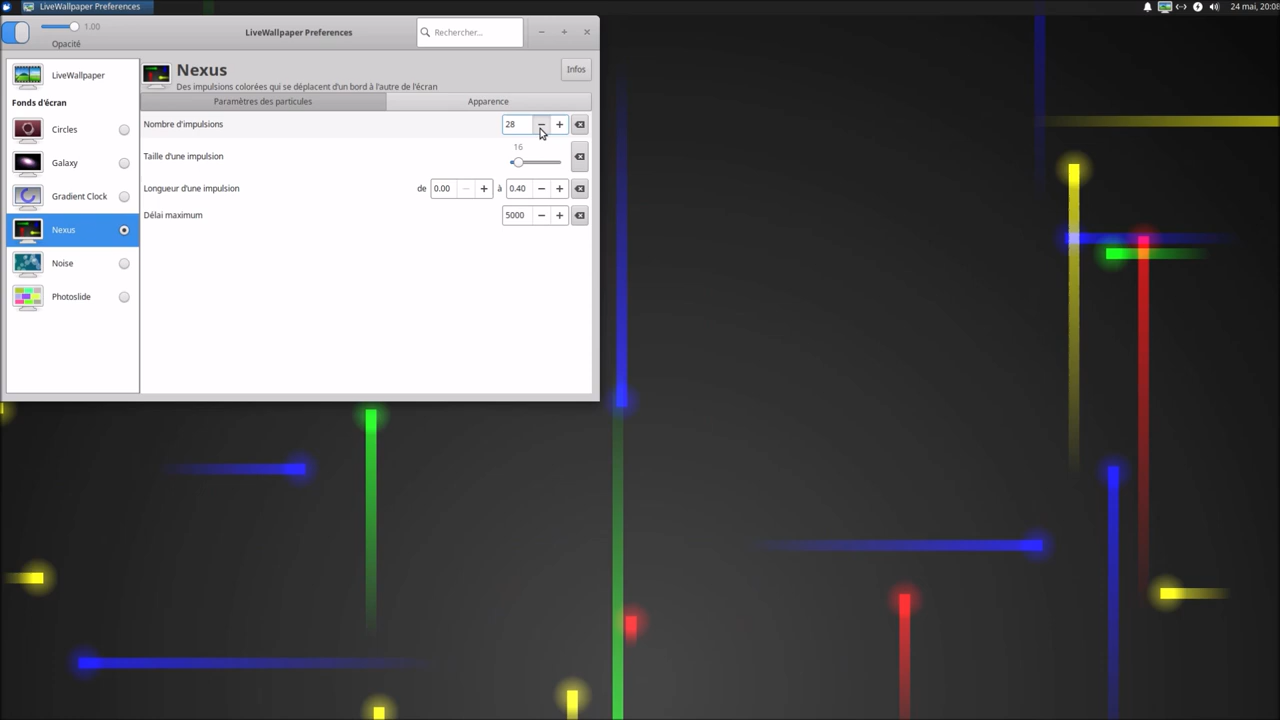 LiveWallpaper Preferences
24 mai, 20:08
1.00
Opacité
LiveWallpaper Preferences
Rechercher...
LiveWallpaper
Fonds d'écran
Circles
Galaxy
Gradient Clock
Nexus
Noise
Photoslide
Nexus
Des impulsions colorées qui se déplacent d'un bord à l'autre de l'écran
Infos
Paramètres des particules
Apparence
Nombre d'impulsions
28
Taille d'une impulsion
16
Longueur d'une impulsion
de 0.00 à 0.40
Délai maximum
5000